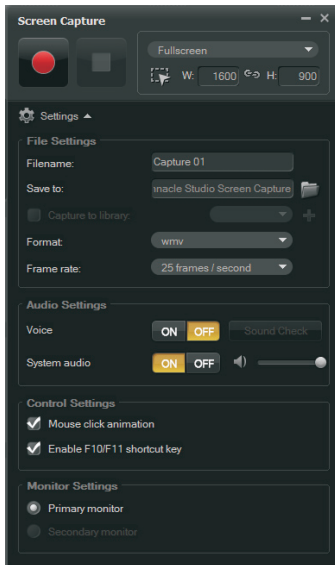 Screen Capture
Fullscreen
W: 1600 H: 900
Settings
File Settings
Filename: Capture 01
Save to: nnacle Studio Screen Capture
Capture to library:
Format: wmv
Frame rate: 25 frames / second
Audio Settings
Voice ON OFF Sound Check
System audio ON OFF
Control Settings
Mouse click animation
Enable F10/F11 shortcut key
Monitor Settings
Primary monitor
Secondary monitor